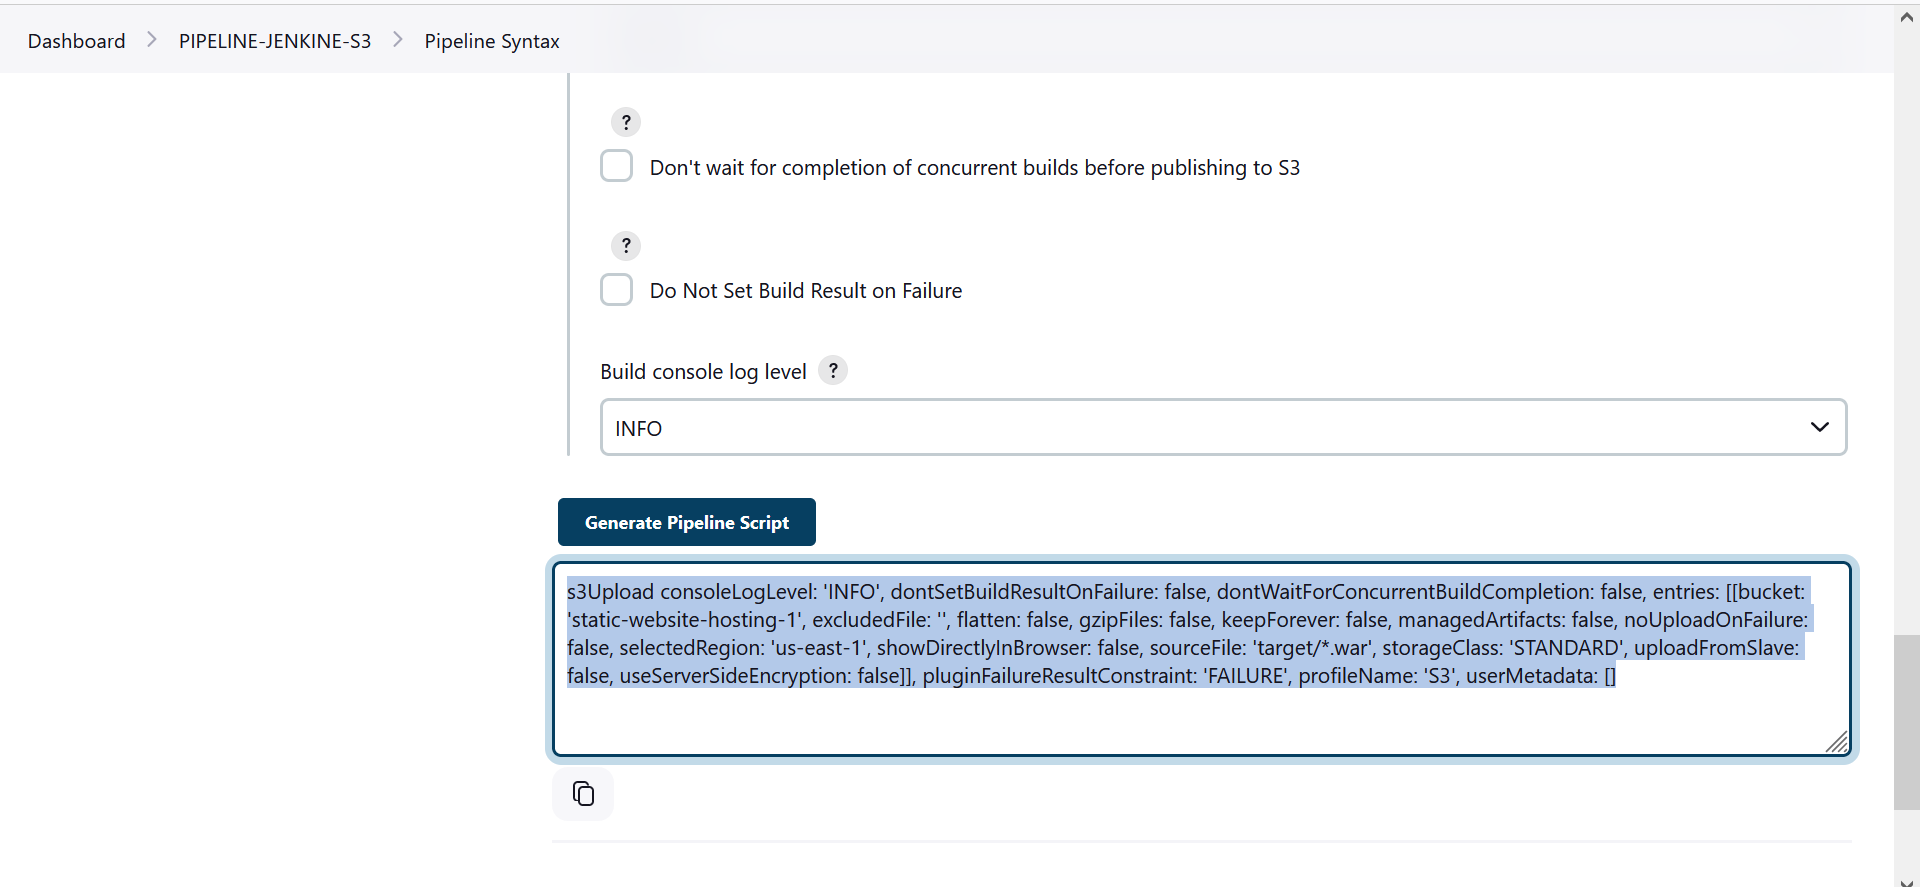 Dashboard > PIPELINE-JENKINE-S3 > Pipeline Syntax
?
Don't wait for completion of concurrent builds before publishing to S3
?
Do Not Set Build Result on Failure
Build console log level ?
INFO
Generate Pipeline Script
s3Upload consoleLogLevel: 'INFO', dontSetBuildResultOnFailure: false, dontWaitForConcurrentBuildCompletion: false, entries: [[bucket:
'static-website-hosting-1', excludedFile: '', flatten: false, gzipFiles: false, keepForever: false, managedArtifacts: false, noUploadOnFailure:
false, selectedRegion: 'us-east-1', showDirectlyInBrowser: false, sourceFile: 'target/*.war', storageClass: 'STANDARD', uploadFromSlave:
false, useServerSideEncryption: false]], pluginFailureResultConstraint: 'FAILURE', profileName: 'S3', userMetadata: []